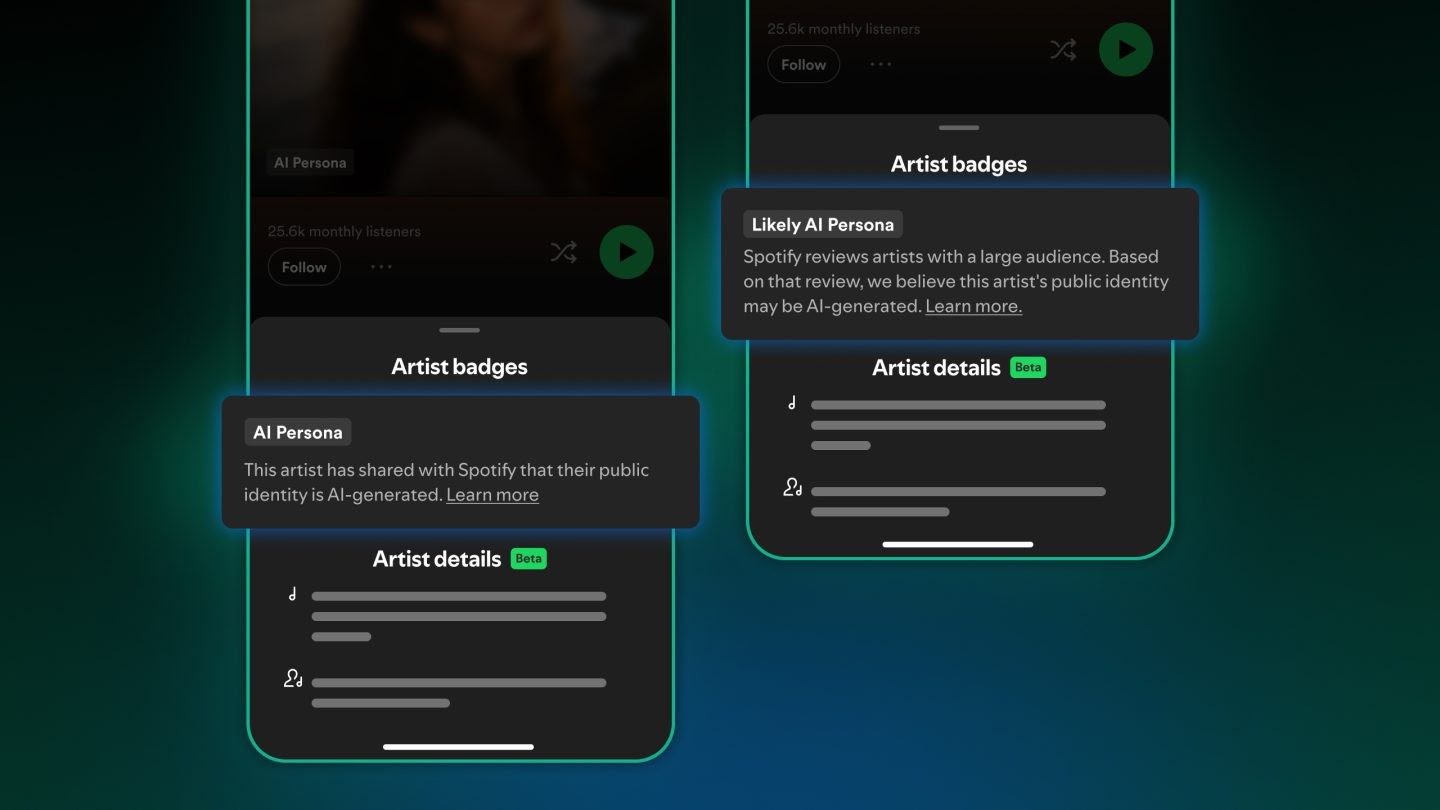 AI Persona
25.6k monthly listeners
Follow
Artist badges
AI Persona
This artist has shared with Spotify that their public
identity is AI-generated. Learn more
Artist details Beta
25.6k monthly listeners
Follow
Artist badges
Likely AI Persona
Spotify reviews artists with a large audience. Based
on that review, we believe this artist's public identity
may be AI-generated. Learn more.
Artist details Beta